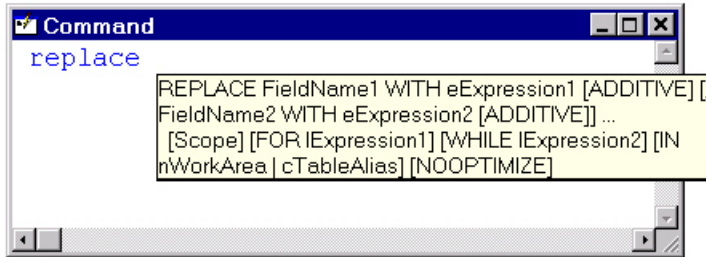 Command
replace
REPLACE FieldName1 WITH eExpression1 [ADDITIVE] [,
FieldName2 WITH eExpression2 [ADDITIVE]] ...
[Scope] [FOR lExpression1] [WHILE lExpression2] [IN
nWorkArea | cTableAlias] [NOOPTIMIZE]